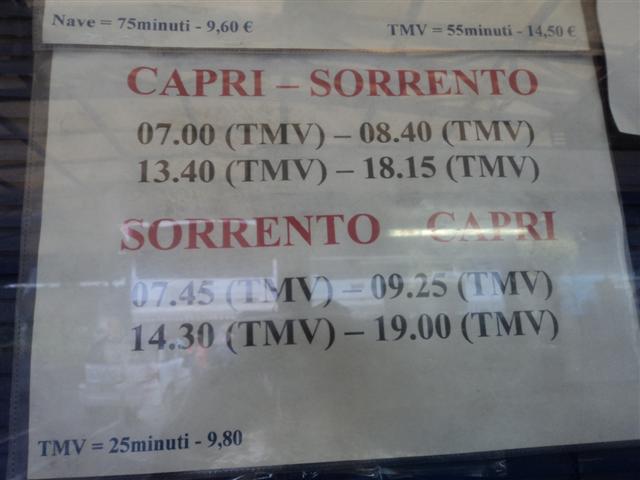 Nave = 75minuti - 9,60 € TMV = 55minuti - 14,50 €
CAPRI – SORRENTO
07.00 (TMV) – 08.40 (TMV)
13.40 (TMV) – 18.15 (TMV)
SORRENTO CAPRI
07.45 (TMV) – 09.25 (TMV)
14.30 (TMV) – 19.00 (TMV)
TMV = 25minuti - 9,80